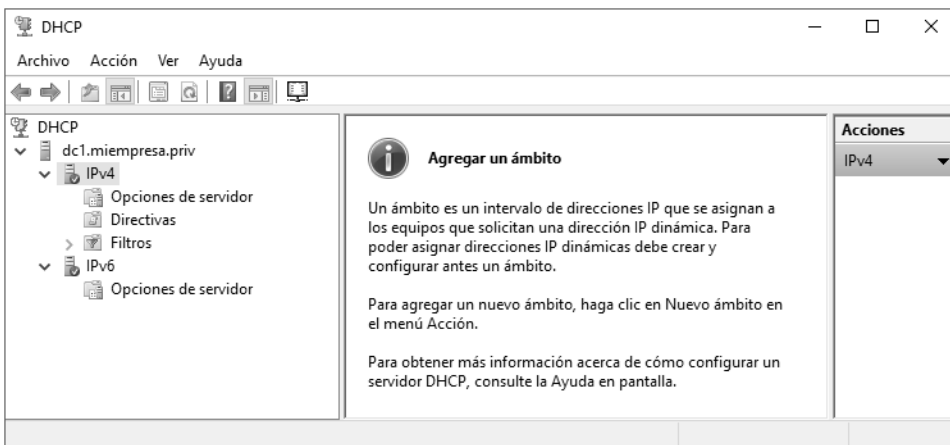 DHCP
Archivo Acción Ver Ayuda
DHCP
dc1.miempresa.priv
IPv4
Opciones de servidor
Directivas
Filtros
IPv6
Opciones de servidor
Agregar un ámbito
Un ámbito es un intervalo de direcciones IP que se asignan a
los equipos que solicitan una dirección IP dinámica. Para
poder asignar direcciones IP dinámicas debe crear y
configurar antes un ámbito.
Para agregar un nuevo ámbito, haga clic en Nuevo ámbito en
el menú Acción.
Para obtener más información acerca de cómo configurar un
servidor DHCP, consulte la Ayuda en pantalla.
Acciones
IPv4